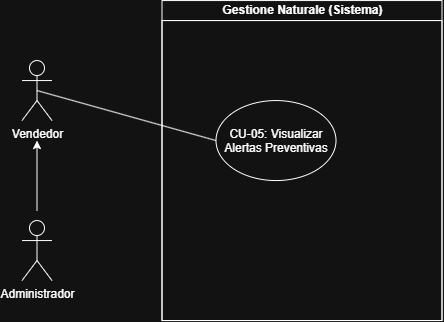 Gestione Naturale (Sistema)
Vendedor
CU-05: Visualizar
Alertas Preventivas
Administrador